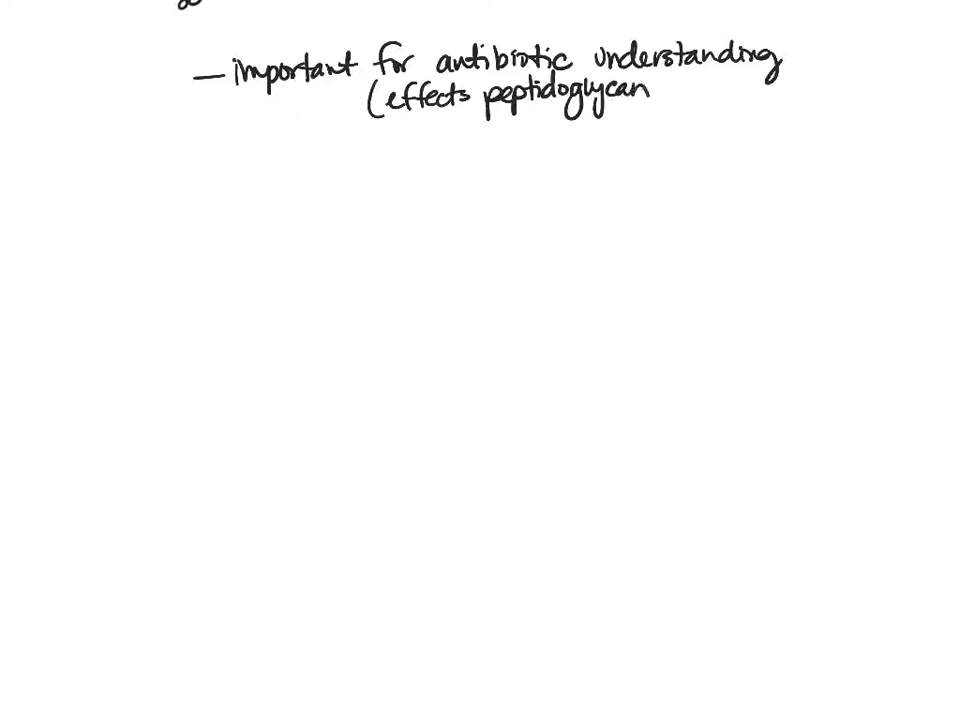 — important for antibiotic understanding
(effects peptidoglycan